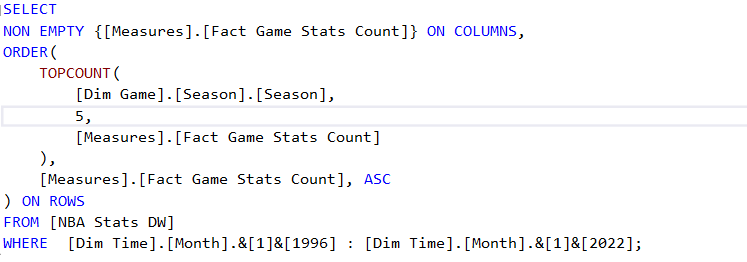 SELECT
NON EMPTY {[Measures].[Fact Game Stats Count]} ON COLUMNS,
ORDER(
    TOPCOUNT(
        [Dim Game].[Season].[Season],
        5,
        [Measures].[Fact Game Stats Count]
    ),
    [Measures].[Fact Game Stats Count], ASC
) ON ROWS
FROM [NBA Stats DW]
WHERE  [Dim Time].[Month].&[1]&[1996] : [Dim Time].[Month].&[1]&[2022];